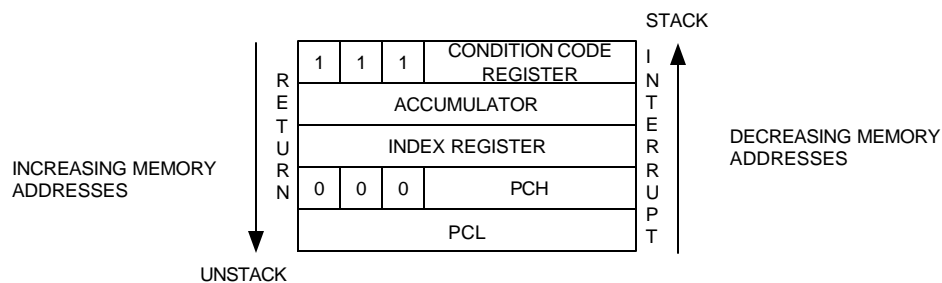 STACK
1 1 1 CONDITION CODE
REGISTER
ACCUMULATOR
INDEX REGISTER
0 0 0 PCH
PCL
RETURN
INTERRUPT
INCREASING MEMORY
ADDRESSES
DECREASING MEMORY
ADDRESSES
UNSTACK